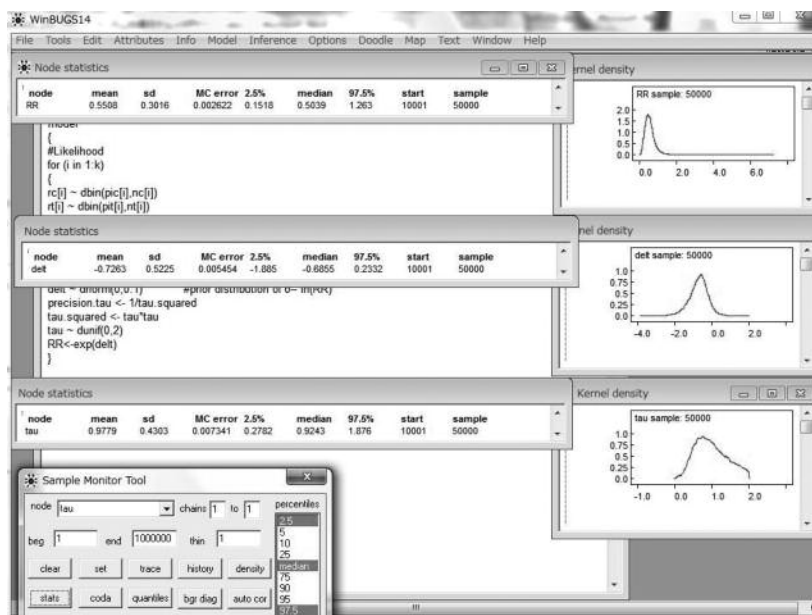 WinBUGS14
File Tools Edit Attributes Info Model Inference Options Doodle Map Text Window Help
Node statistics
node mean sd MC error 2.5% median 97.5% start sample
RR 0.5508 0.3016 0.002622 0.1518 0.5039 1.263 10001 50000
model
{
#Likelihood
for (i in 1:k)
{
rc[i] ~ dbin(pic[i],nc[i])
rt[i] ~ dbin(pit[i],nt[i])
Node statistics
node mean sd MC error 2.5% median 97.5% start sample
delt -0.7263 0.5225 0.005454 -1.885 -0.6855 0.2332 10001 50000
precision.tau <- 1/tau.squared
tau.squared <- tau*tau
tau ~ dunif(0,2)
RR<-exp(delt)
}
Node statistics
node mean sd MC error 2.5% median 97.5% start sample
tau 0.9779 0.4303 0.007341 0.2782 0.9243 1.876 10001 50000
Sample Monitor Tool
node tau chains 1 to 1 percentiles
beg 1 end 1000000 thin 1
2.5
5
10
25
median
75
90
95
97.5
clear set trace history density
stats coda quantiles bgr diag auto cor
ernel density
RR sample: 50000
2.0
1.5
1.0
0.5
0.0
0.0 2.0 4.0 6.0
nel density
delt sample: 50000
1.0
0.75
0.5
0.25
0.0
-4.0 -2.0 0.0 2.0
Kernel density
tau sample: 50000
1.0
0.75
0.5
0.25
0.0
-1.0 0.0 1.0 2.0